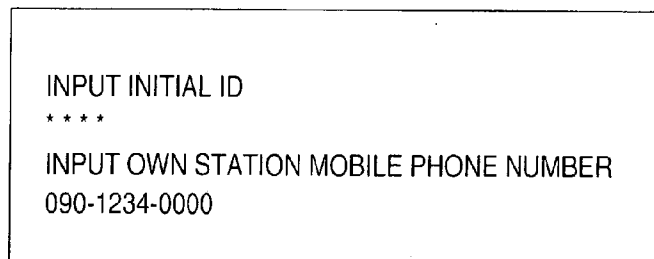 INPUT INITIAL ID
* * * *
INPUT OWN STATION MOBILE PHONE NUMBER
090-1234-0000